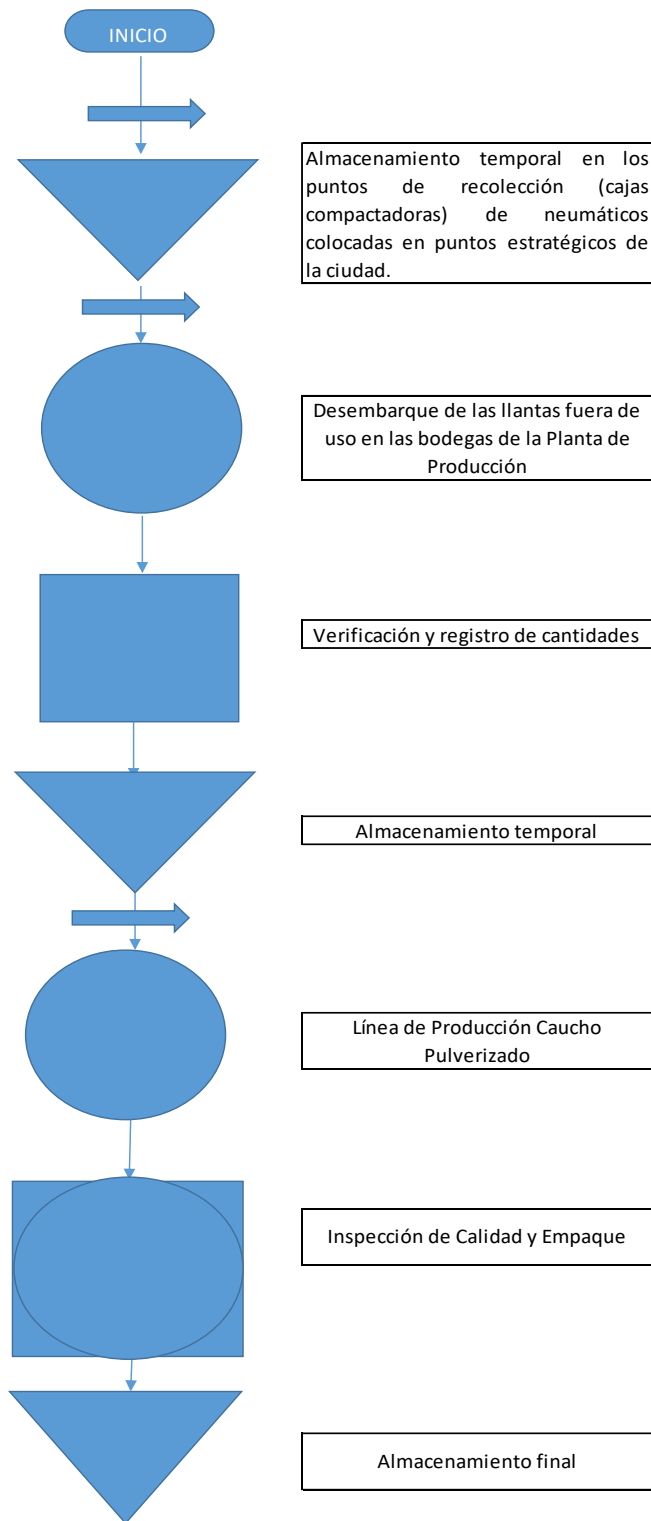 INICIO
Almacenamiento temporal en los
puntos de recolección (cajas
compactadoras) de neumáticos
colocadas en puntos estratégicos de
la ciudad.
Desembarque de las llantas fuera de
uso en las bodegas de la Planta de
Producción
Verificación y registro de cantidades
Almacenamiento temporal
Línea de Producción Caucho
Pulverizado
Inspección de Calidad y Empaque
Almacenamiento final